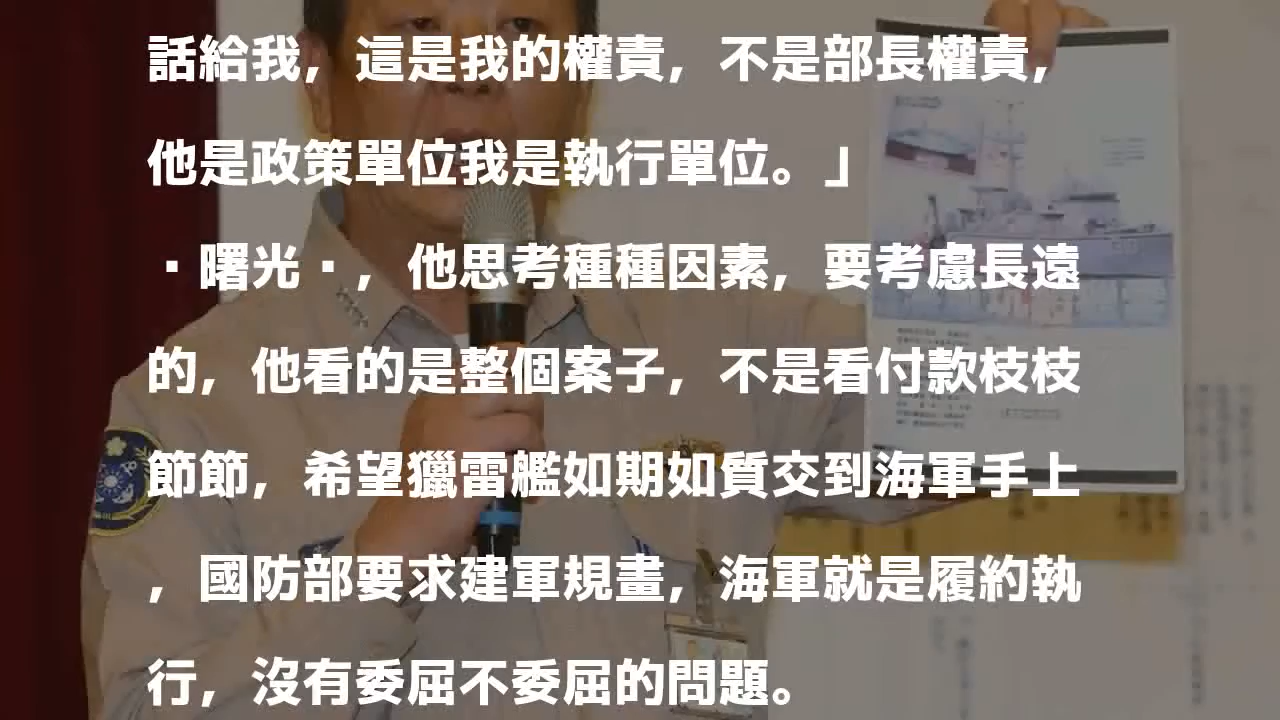 話給我，這是我的權責，不是部長權責，
他是政策單位我是執行單位。」
▪曙光▪，他思考種種因素，要考慮長遠
的，他看的是整個案子，不是看付款枝枝
節節，希望獵雷艦如期如質交到海軍手上
，國防部要求建軍規畫，海軍就是履約執
行，沒有委屈不委屈的問題。